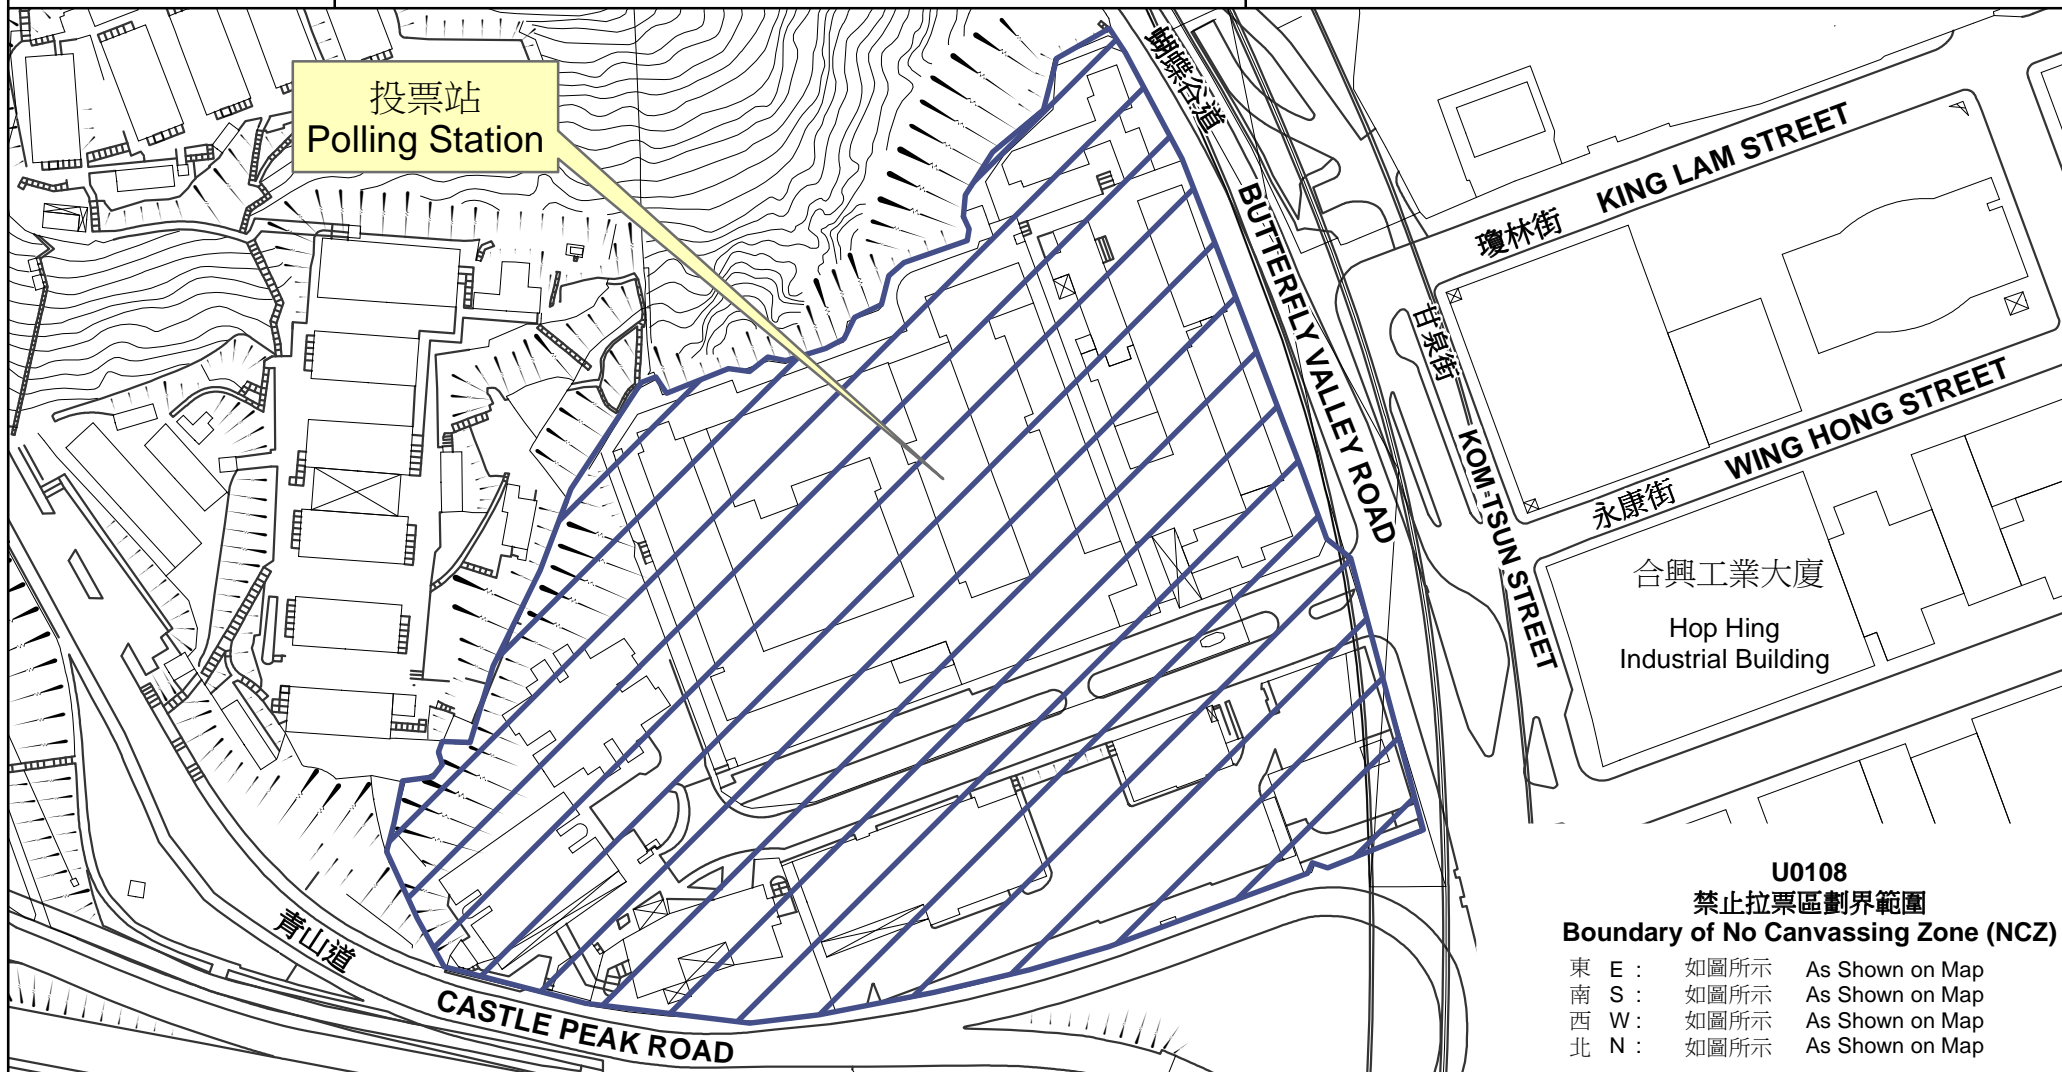 投票站
Polling Station
蝴蝶谷道
BUTTERFLY VALLEY ROAD
瓊林街 KING LAM STREET
甘泉街
KOM TSUN STREET
永康街 WING HONG STREET
合興工業大廈
Hop Hing
Industrial Building
青山道
CASTLE PEAK ROAD
U0108
禁止拉票區劃界範圍
Boundary of No Canvassing Zone (NCZ)
東 E : 如圖所示 As Shown on Map
南 S : 如圖所示 As Shown on Map
西 W : 如圖所示 As Shown on Map
北 N : 如圖所示 As Shown on Map